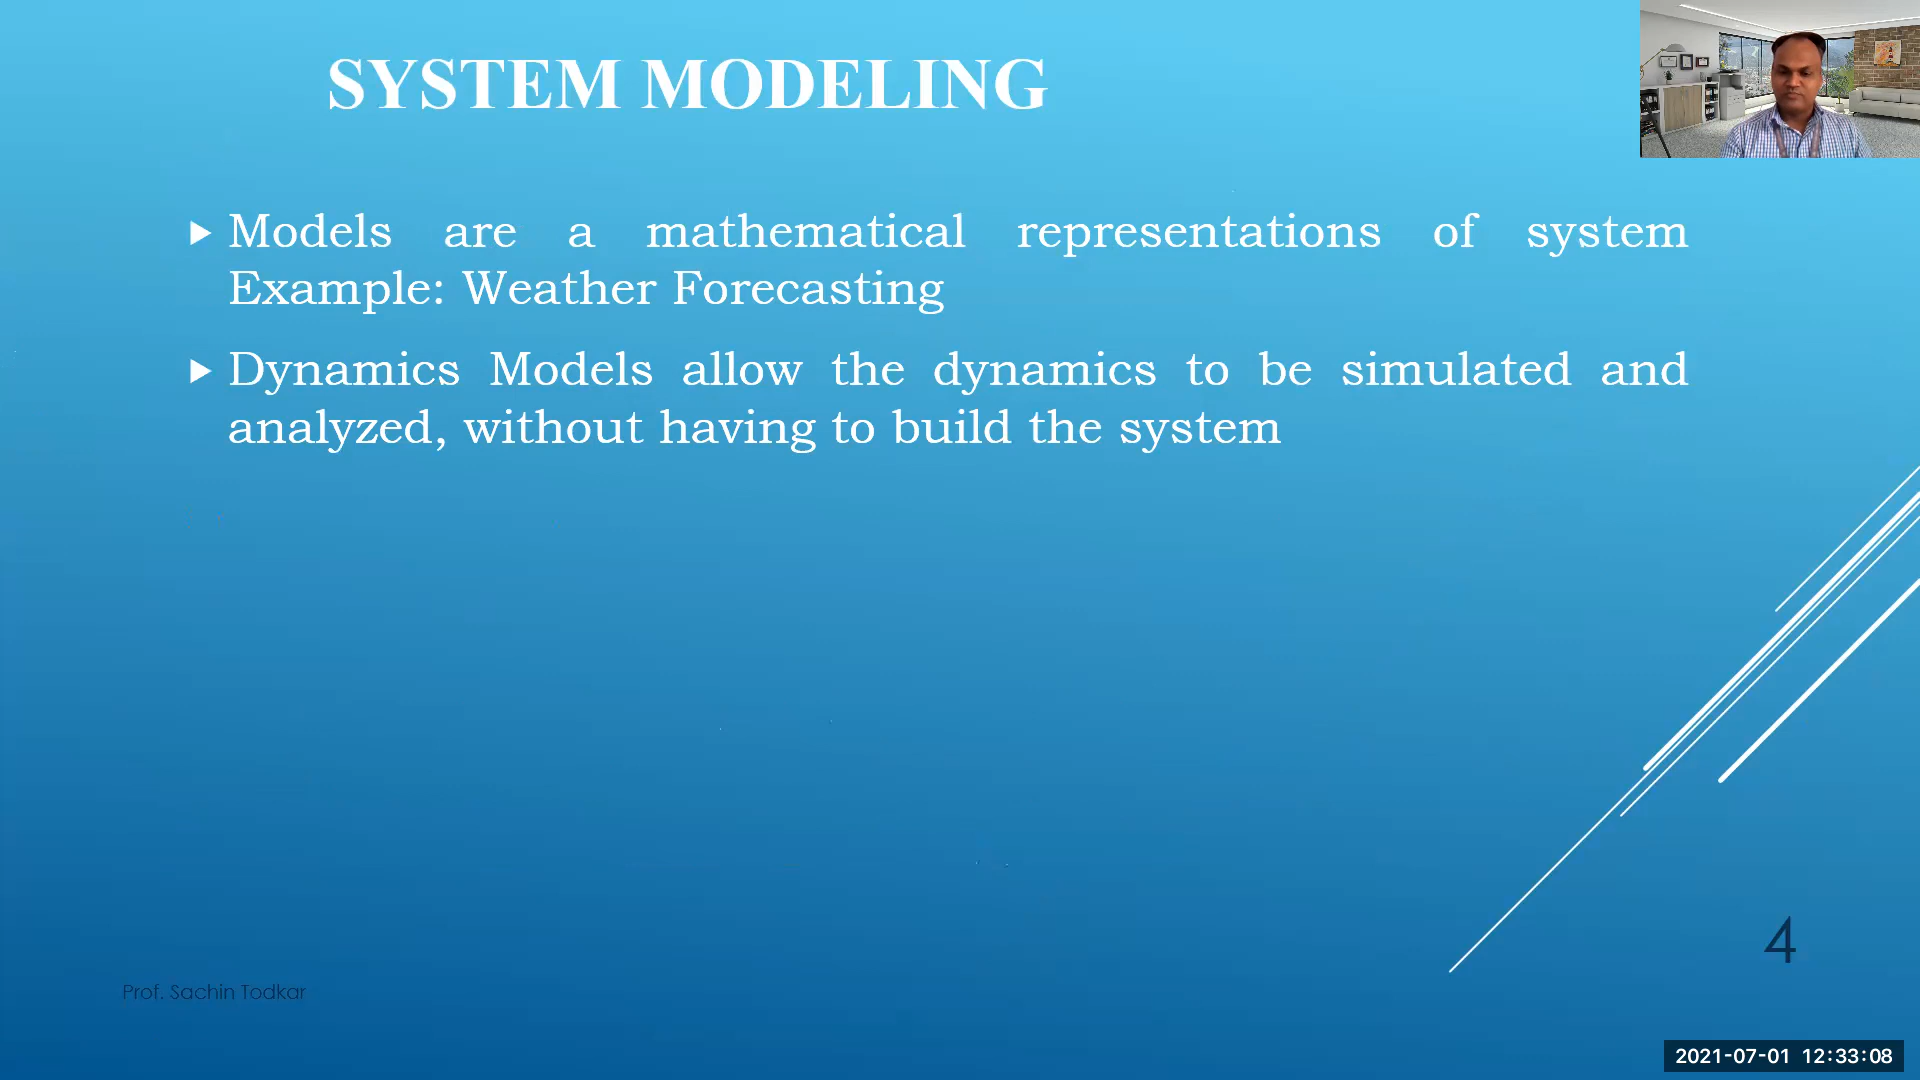 SYSTEM MODELING
Models are a mathematical representations of system
Example: Weather Forecasting
Dynamics Models allow the dynamics to be simulated and
analyzed, without having to build the system
4
Prof. Sachin Todkar
2021-07-01 12:33:08